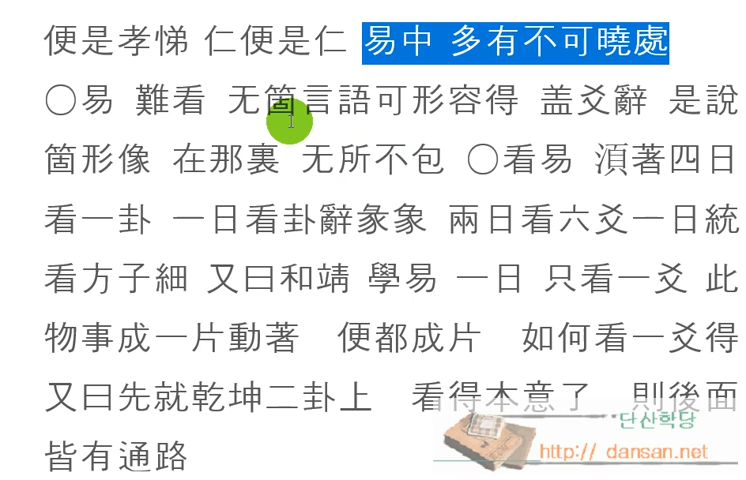 便是孝悌 仁便是仁 易中 多有不可曉處
〇易 難看 无箇言語可形容得 盖爻辭 是說
箇形像 在那裏 无所不包 〇看易 湏著四日
看一卦 一日看卦辭彖象 兩日看六爻一日統
看方子細 又曰和靖 學易 一日 只看一爻 此
物事成一片動著 便都成片 如何看一爻得
又曰先就乾坤二卦上 看得本意了 則後面
皆有通路
단산학당
http:// dansan.net